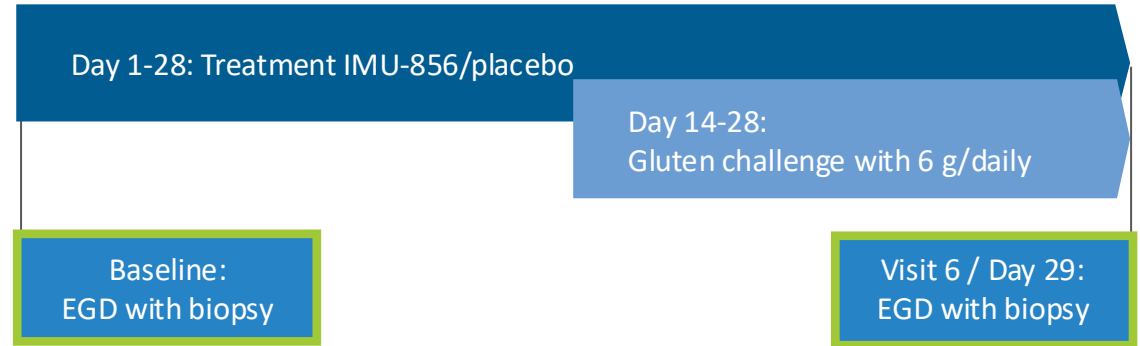 Day 1-28: Treatment IMU-856/placebo
Day 14-28:
Gluten challenge with 6 g/daily
Baseline:
EGD with biopsy
Visit 6 / Day 29:
EGD with biopsy